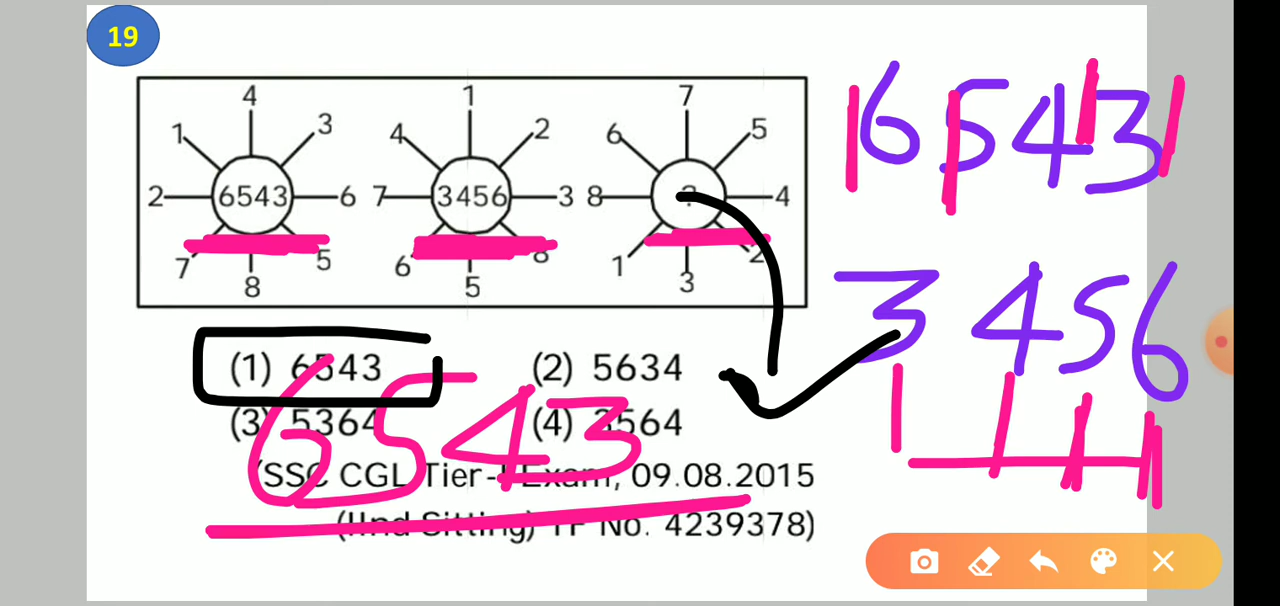 19
4 1 7
1 3 4 2 6 5
2 6543 6 7 3456 3 8 ? 4
7 5 6 8 1 2
8 5 3
16543
3456
(1) 6543 (2) 5634
(3) 5364 (4) 3564
6543
(SSC CGL Tier-I Exam, 09.08.2015
(IInd Sitting) TF No. 4239378)